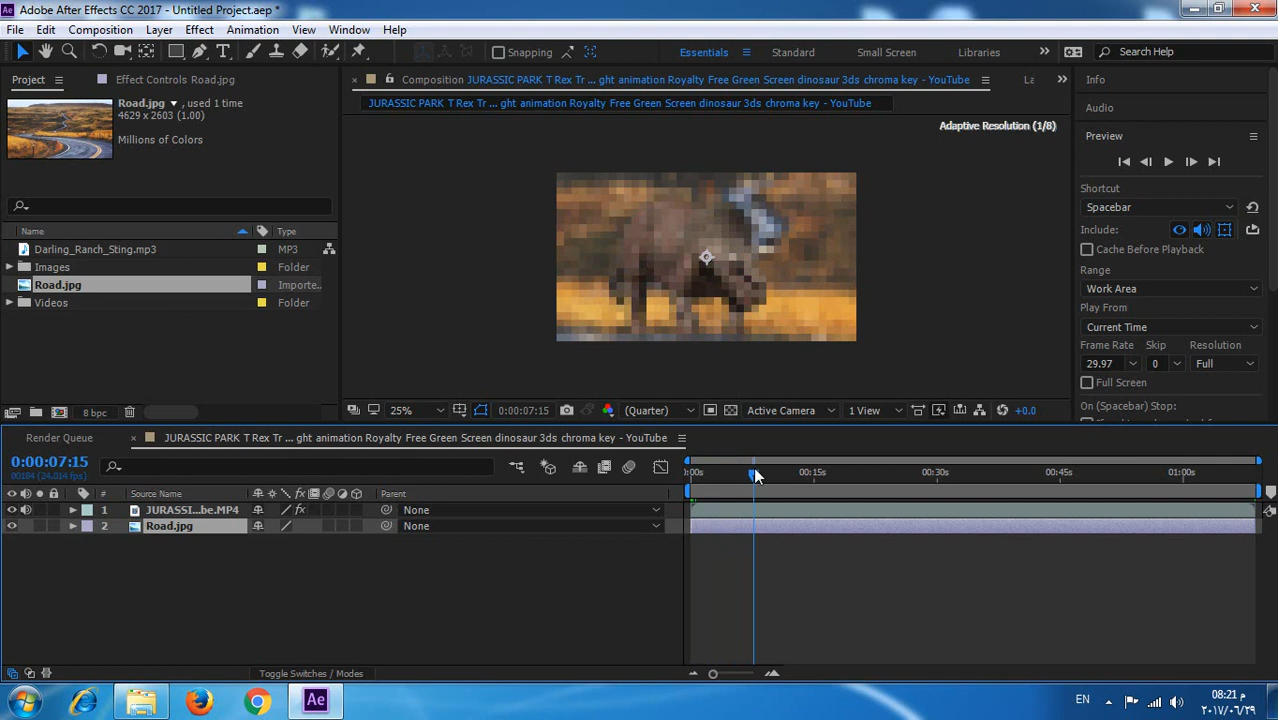 Adobe After Effects CC 2017 - Untitled Project.aep *
File Edit Composition Layer Effect Animation View Window Help
Snapping
Essentials Standard Small Screen Libraries
Search Help
Project
Effect Controls Road.jpg
Road.jpg ▼, used 1 time
4629 x 2603 (1.00)
Millions of Colors
Name Type
Darling_Ranch_Sting.mp3 MP3
Images Folder
Road.jpg Importe...
Videos Folder
8 bpc
Composition JURASSIC PARK T Rex Tr ... ght animation Royalty Free Green Screen dinosaur 3ds chroma key - YouTube
La
JURASSIC PARK T Rex Tr ... ght animation Royalty Free Green Screen dinosaur 3ds chroma key - YouTube
Adaptive Resolution (1/8)
25% 0:00:07:15 (Quarter) Active Camera 1 View +0.0
Info
Audio
Preview
Shortcut
Spacebar
Include:
Cache Before Playback
Range
Work Area
Play From
Current Time
Frame Rate Skip Resolution
29.97 0 Full
Full Screen
On (Spacebar) Stop:
Render Queue
JURASSIC PARK T Rex Tr ... ght animation Royalty Free Green Screen dinosaur 3ds chroma key - YouTube
0:00:07:15
00184 (24.014 fps)
:00s 00:15s 00:30s 00:45s 01:00s
# Source Name Parent
1 JURASSI...be.MP4 None
2 Road.jpg None
Toggle Switches / Modes
Ae
EN
08:21 م
٢٠١٧/٠٦/٢٩